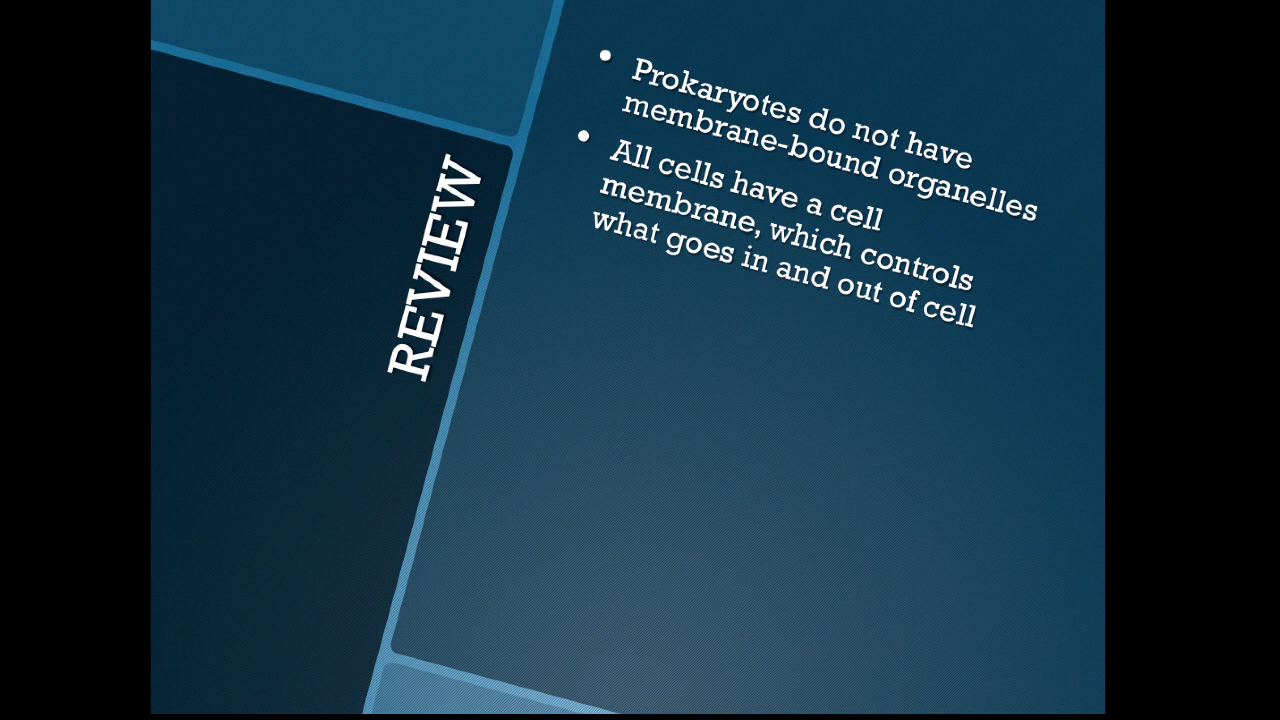 REVIEW
Prokaryotes do not have
membrane-bound organelles
All cells have a cell
membrane, which controls
what goes in and out of cell